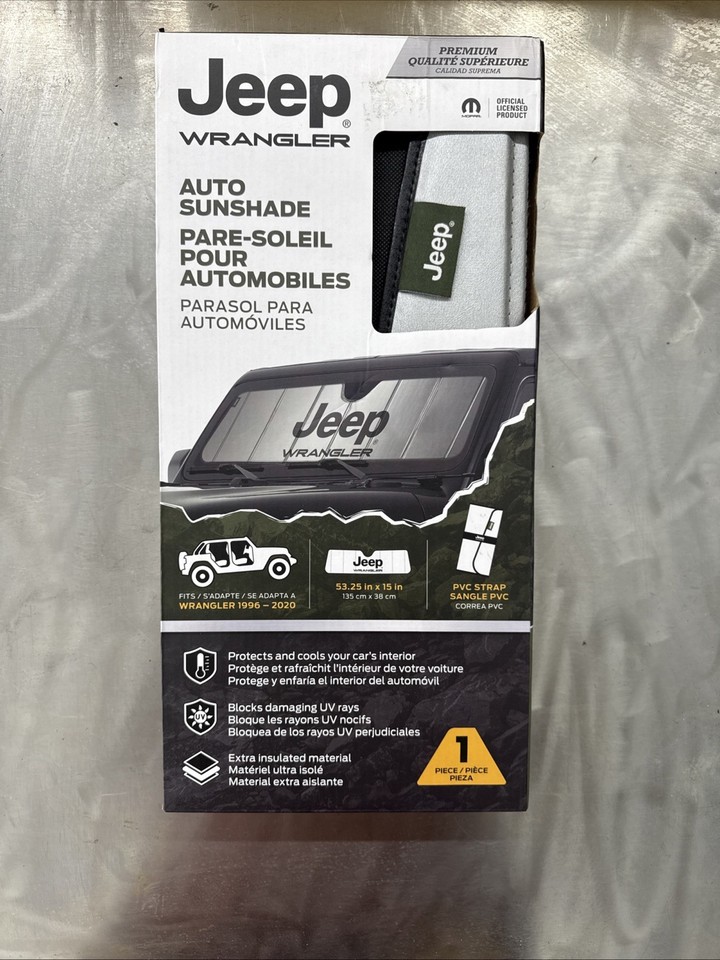 PREMIUM
QUALITÉ SUPÉRIEURE
CALIDAD SUPREMA
Jeep®
WRANGLER
MOPAR
OFFICIAL
LICENSED
PRODUCT
AUTO
SUNSHADE
PARE-SOLEIL
POUR
AUTOMOBILES
PARASOL PARA
AUTOMÓVILES
Jeep®
Jeep®
WRANGLER
FITS / S'ADAPTE / SE ADAPTA A
WRANGLER 1996 – 2020
Jeep
WRANGLER
53.25 in x 15 in
135 cm x 38 cm
PVC STRAP
SANGLE PVC
CORREA PVC
Protects and cools your car's interior
Protège et rafraîchit l'intérieur de votre voiture
Protege y enfaría el interior del automóvil
UV
Blocks damaging UV rays
Bloque les rayons UV nocifs
Bloquea de los rayos UV perjudiciales
Extra insulated material
Matériel ultra isolé
Material extra aislante
1
PIECE / PIÈCE
PIEZA